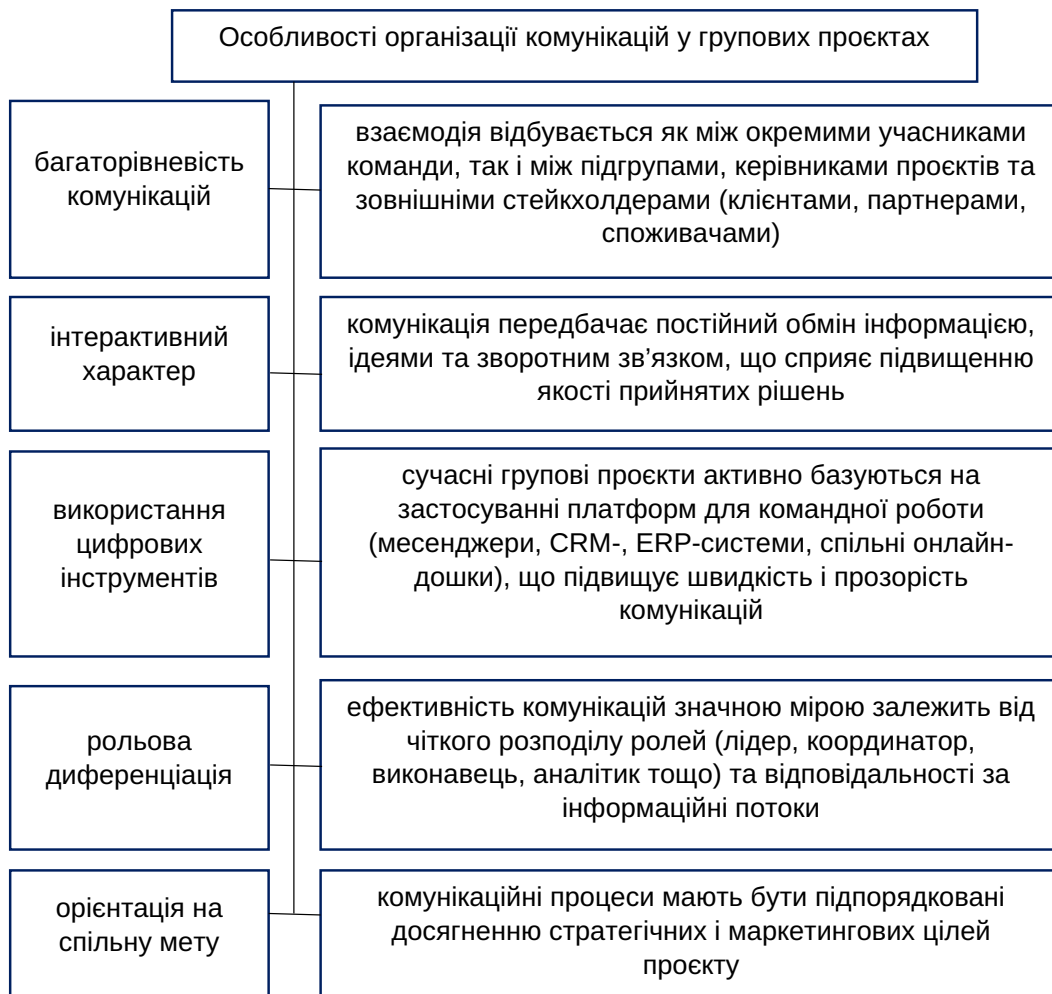 Особливості організації комунікацій у групових проєктах
багаторівневість
комунікацій
взаємодія відбувається як між окремими учасниками
команди, так і між підгрупами, керівниками проєктів та
зовнішніми стейкхолдерами (клієнтами, партнерами,
споживачами)
інтерактивний
характер
комунікація передбачає постійний обмін інформацією,
ідеями та зворотним зв’язком, що сприяє підвищенню
якості прийнятих рішень
використання
цифрових
інструментів
сучасні групові проєкти активно базуються на
застосуванні платформ для командної роботи
(месенджери, CRM-, ERP-системи, спільні онлайн-
дошки), що підвищує швидкість і прозорість
комунікацій
рольова
диференціація
ефективність комунікацій значною мірою залежить від
чіткого розподілу ролей (лідер, координатор,
виконавець, аналітик тощо) та відповідальності за
інформаційні потоки
орієнтація на
спільну мету
комунікаційні процеси мають бути підпорядковані
досягненню стратегічних і маркетингових цілей
проєкту